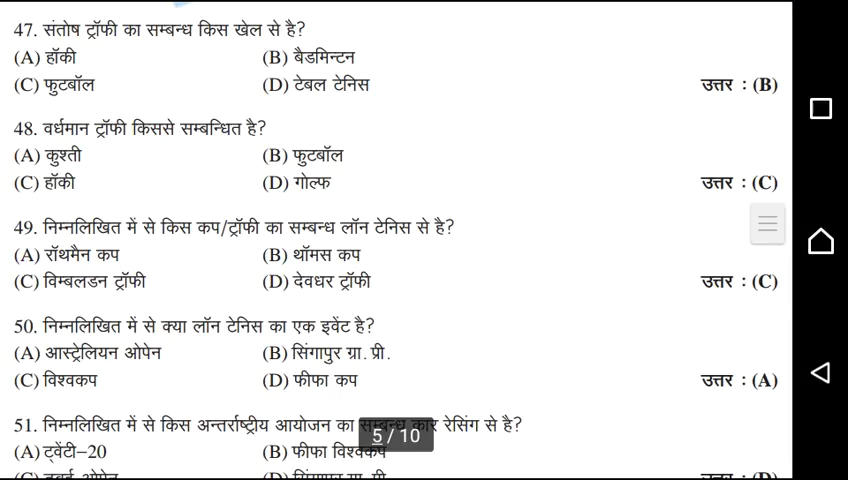 47. संतोष ट्रॉफी का सम्बन्ध किस खेल से है?
(A) हॉकी (B) बैडमिन्टन
(C) फुटबॉल (D) टेबल टेनिस उत्तर : (B)
48. वर्धमान ट्रॉफी किससे सम्बन्धित है?
(A) कुश्ती (B) फुटबॉल
(C) हॉकी (D) गोल्फ उत्तर : (C)
49. निम्नलिखित में से किस कप/ट्रॉफी का सम्बन्ध लॉन टेनिस से है?
(A) रॉथमैन कप (B) थॉमस कप
(C) विम्बलडन ट्रॉफी (D) देवधर ट्रॉफी उत्तर : (C)
50. निम्नलिखित में से क्या लॉन टेनिस का एक इवेंट है?
(A) आस्ट्रेलियन ओपेन (B) सिंगापुर ग्रा. प्री.
(C) विश्वकप (D) फीफा कप उत्तर : (A)
51. निम्नलिखित में से किस अन्तर्राष्ट्रीय आयोजन का सम्बन्ध कार रेसिंग से है?
5 / 10
(A) ट्वेंटी–20 (B) फीफा विश्वकप